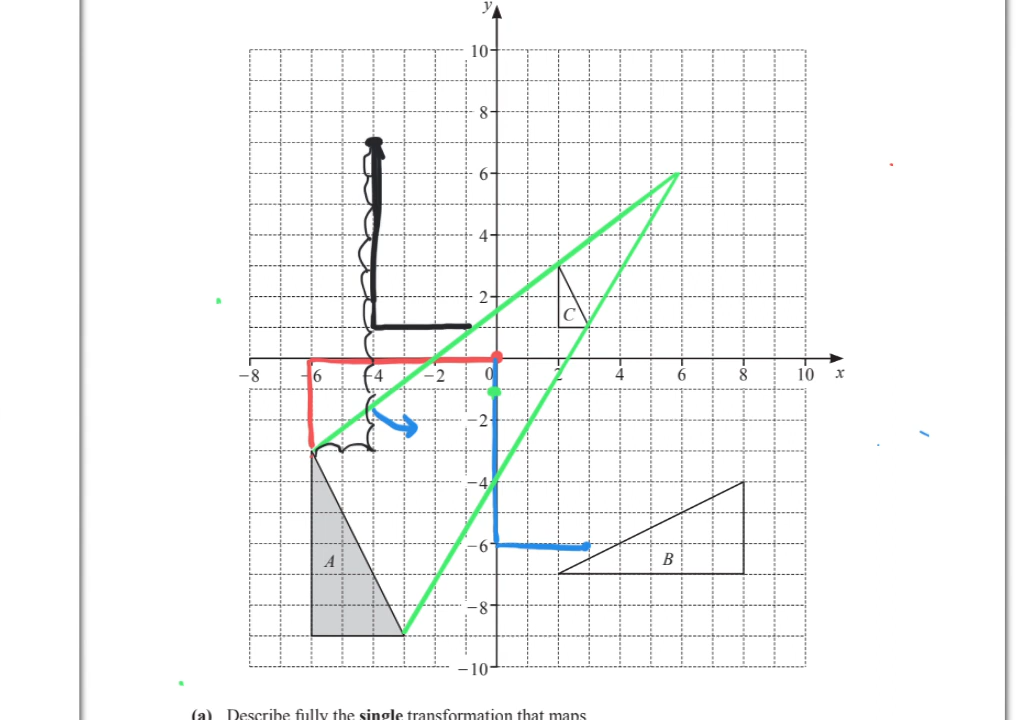 y
10
8
6
4
2
C
−8 −6 −4 −2 0 2 4 6 8 10 x
−2
−4
−6
A
B
−8
−10
(a) Describe fully the single transformation that maps